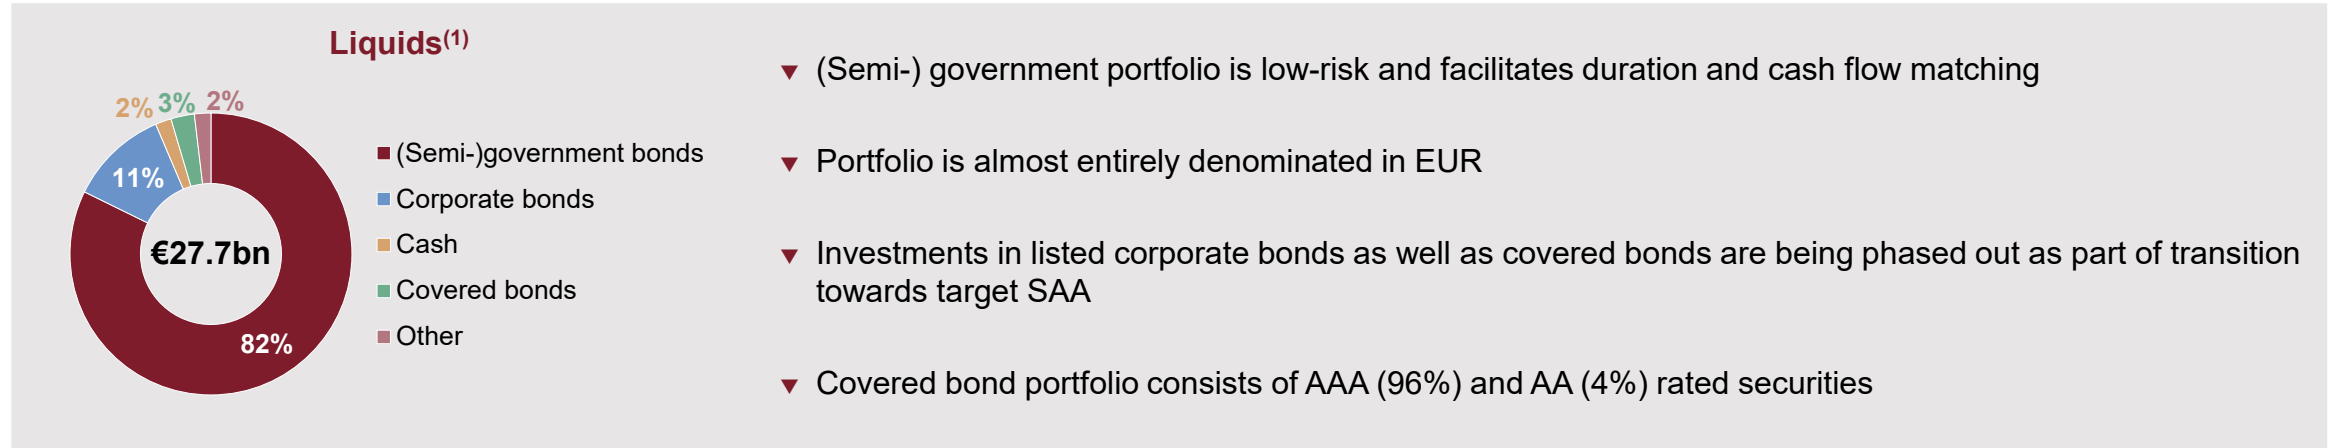 Liquids(1)
2% 3% 2%
11%
€27.7bn
82%
(Semi-)government bonds
Corporate bonds
Cash
Covered bonds
Other
(Semi-) government portfolio is low-risk and facilitates duration and cash flow matching
Portfolio is almost entirely denominated in EUR
Investments in listed corporate bonds as well as covered bonds are being phased out as part of transition
towards target SAA
Covered bond portfolio consists of AAA (96%) and AA (4%) rated securities